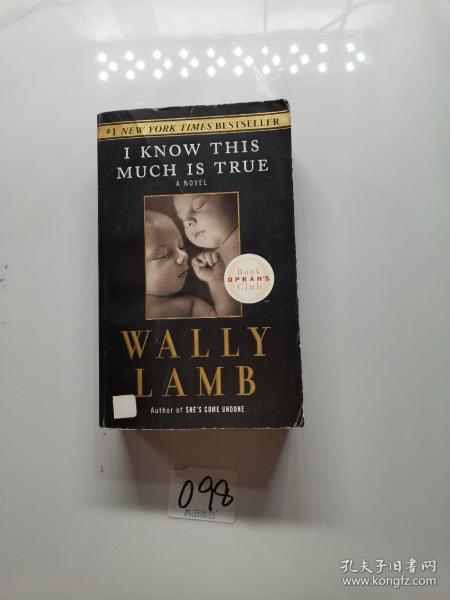 #1 NEW YORK TIMES BESTSELLER
I KNOW THIS
MUCH IS TRUE
A NOVEL
Book
OPRAH'S
Club
TM
WALLY
LAMB
Author of SHE'S COME UNDONE
098
孔夫子旧书网
www.kongfz.com